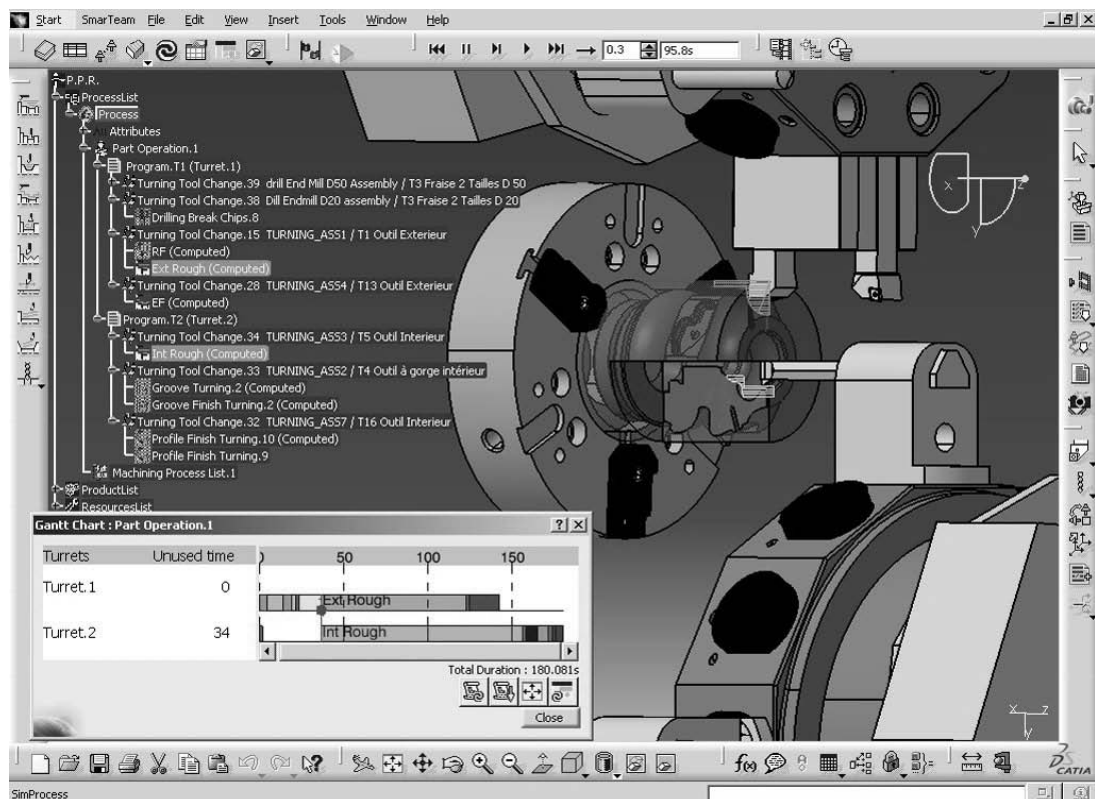 Start SmarTeam File Edit View Insert Tools Window Help
0.3 95.8s
P.P.R.
ProcessList
Process
Attributes
Part Operation.1
Program.T1 (Turret.1)
Turning Tool Change.39 drill End Mill D50 Assembly / T3 Fraise 2 Tailles D 50
Turning Tool Change.38 Dill Endmill D20 assembly / T3 Fraise 2 Tailles D 20
Drilling Break Chips.8
Turning Tool Change.15 TURNING_ASS1 / T1 Outil Exterieur
RF (Computed)
Ext Rough (Computed)
Turning Tool Change.28 TURNING_ASS4 / T13 Outil Exterieur
EF (Computed)
Program.T2 (Turret.2)
Turning Tool Change.34 TURNING_ASS3 / T5 Outil Interieur
Int Rough (Computed)
Turning Tool Change.33 TURNING_ASS2 / T4 Outil à gorge intérieur
Groove Turning.2 (Computed)
Groove Finish Turning.2 (Computed)
Turning Tool Change.32 TURNING_ASS7 / T16 Outil Interieur
Profile Finish Turning.10 (Computed)
Profile Finish Turning.9
Machining Process List.1
ProductList
ResourcesList
x z
y
Gantt Chart : Part Operation.1
Turrets Unused time 50 100 150
Turret.1 0 Ext Rough
Turret.2 34 Int Rough
Total Duration : 180.081s
Close
x z
y
f(x)
CATIA
SimProcess